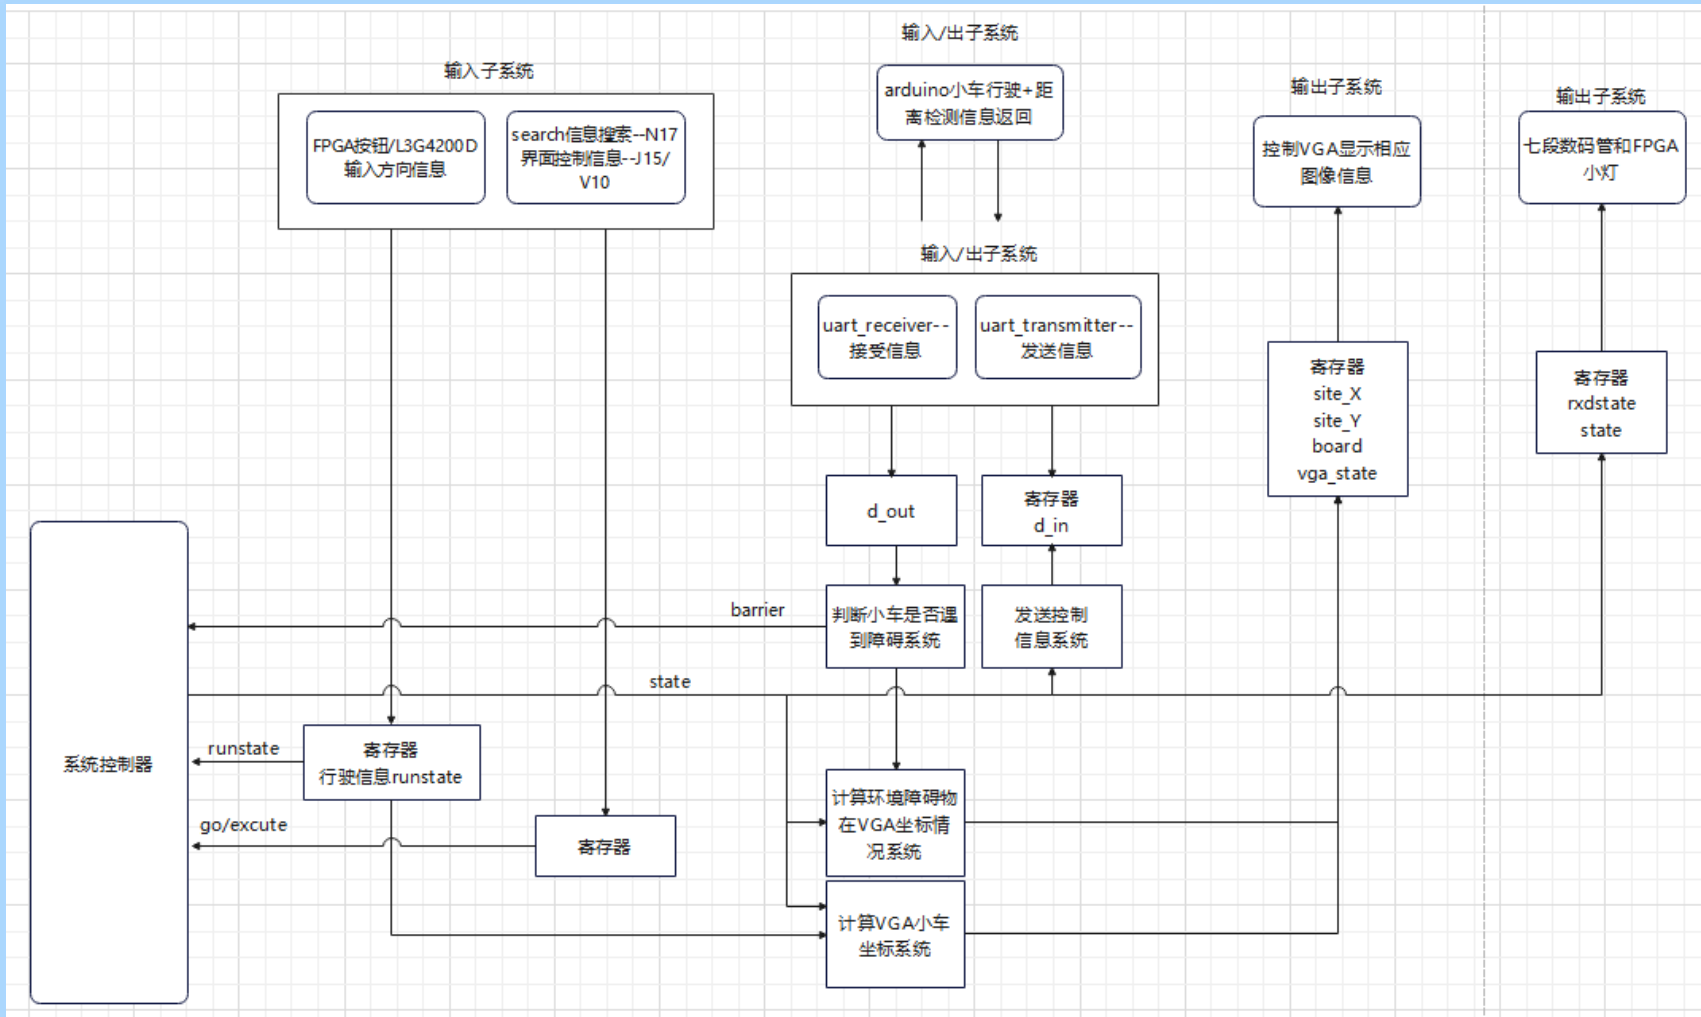 输入子系统
FPGA按钮/L3G4200D
输入方向信息
search信息搜索--N17
界面控制信息--J15/
V10
输入/出子系统
arduino小车行驶+距
离检测信息返回
输入/出子系统
uart_receiver--
接受信息
uart_transmitter--
发送信息
输出子系统
控制VGA显示相应
图像信息
输出子系统
七段数码管和FPGA
小灯
寄存器
site_X
site_Y
board
vga_state
寄存器
rxdstate
state
d_out
寄存器
d_in
barrier
判断小车是否遇
到障碍系统
发送控制
信息系统
state
系统控制器
runstate
寄存器
行驶信息runstate
go/excute
寄存器
计算环境障碍物
在VGA坐标情
况系统
计算VGA小车
坐标系统